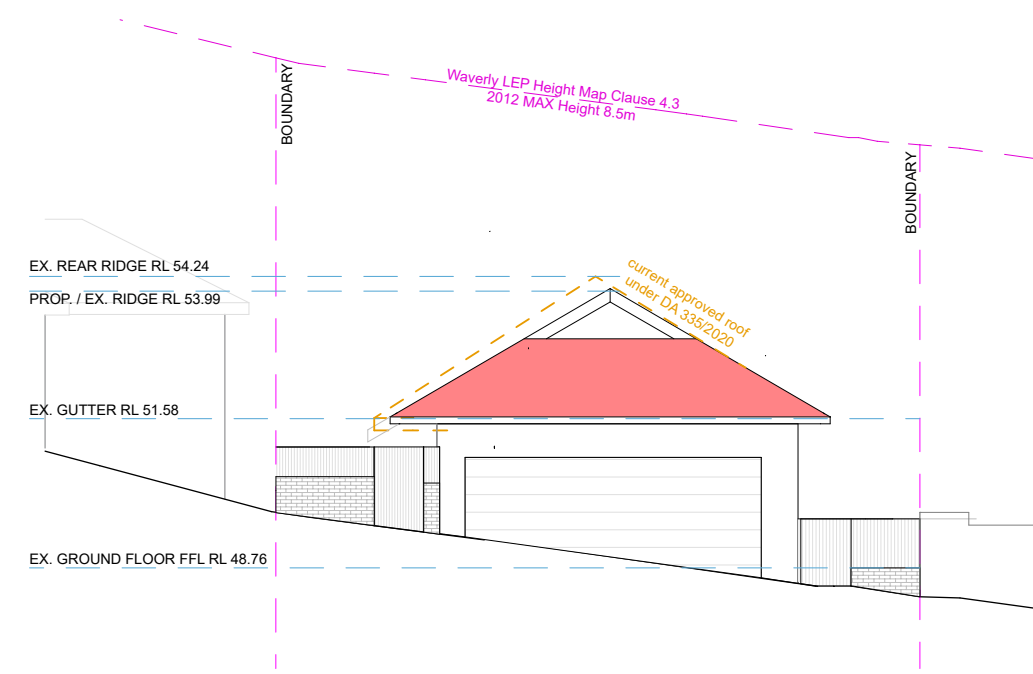 Waverly LEP Height Map Clause 4.3
2012 MAX Height 8.5m
BOUNDARY
BOUNDARY
EX. REAR RIDGE RL 54.24
PROP. / EX. RIDGE RL 53.99
current approved roof
under DA 335/2020
EX. GUTTER RL 51.58
EX. GROUND FLOOR FFL RL 48.76